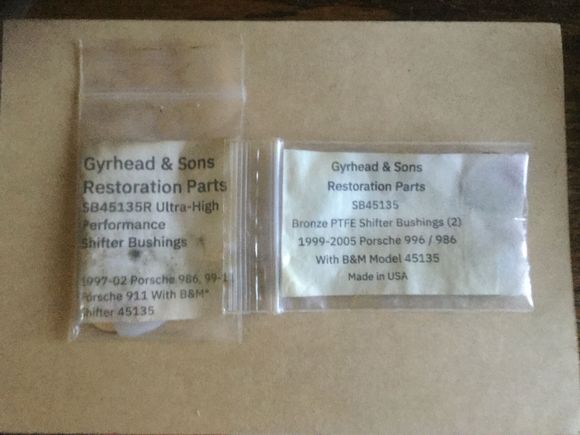 Gyrhead & Sons
Restoration Parts
SB45135R Ultra-High
Performance
Shifter Bushings
1997-02 Porsche 986, 99-1
Porsche 911 With B&M*
Shifter 45135
Gyrhead & Sons
Restoration Parts
SB45135
Bronze PTFE Shifter Bushings (2)
1999-2005 Porsche 996 / 986
With B&M Model 45135
Made in USA